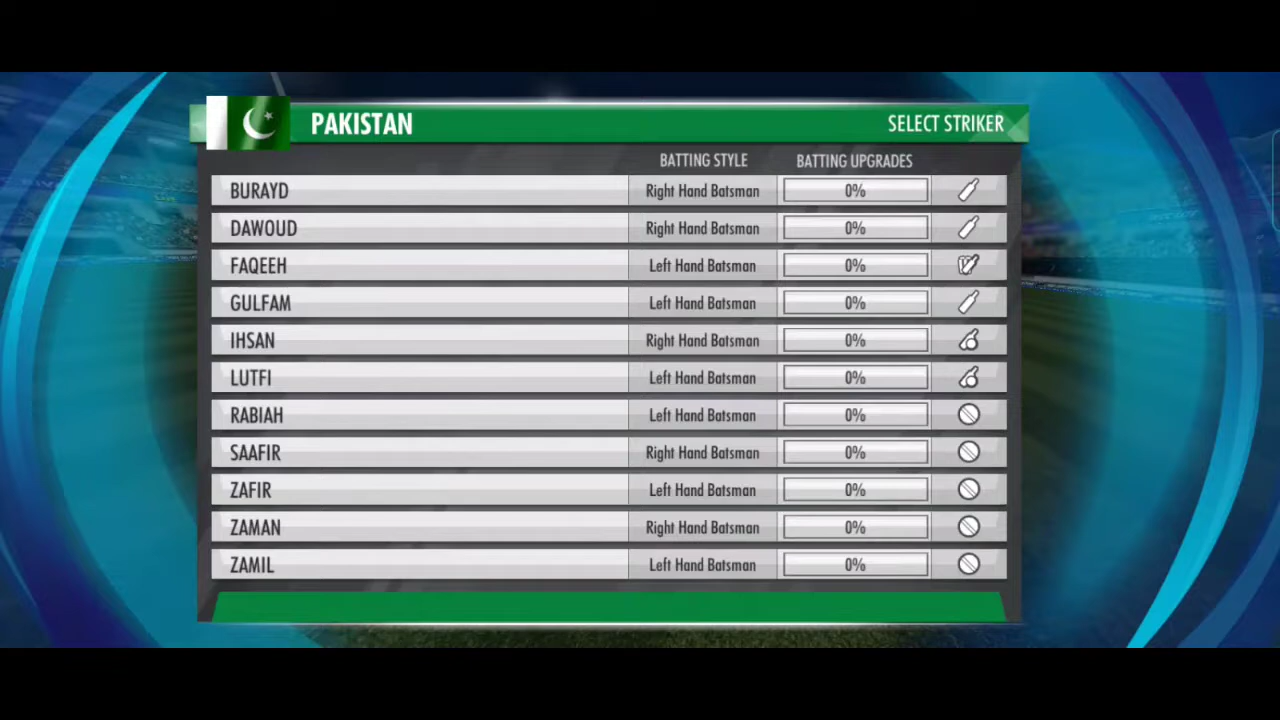 PAKISTAN SELECT STRIKER
BATTING STYLE BATTING UPGRADES
BURAYD Right Hand Batsman 0%
DAWOUD Right Hand Batsman 0%
FAQEEH Left Hand Batsman 0%
GULFAM Left Hand Batsman 0%
IHSAN Right Hand Batsman 0%
LUTFI Left Hand Batsman 0%
RABIAH Left Hand Batsman 0%
SAAFIR Right Hand Batsman 0%
ZAFIR Left Hand Batsman 0%
ZAMAN Right Hand Batsman 0%
ZAMIL Left Hand Batsman 0%